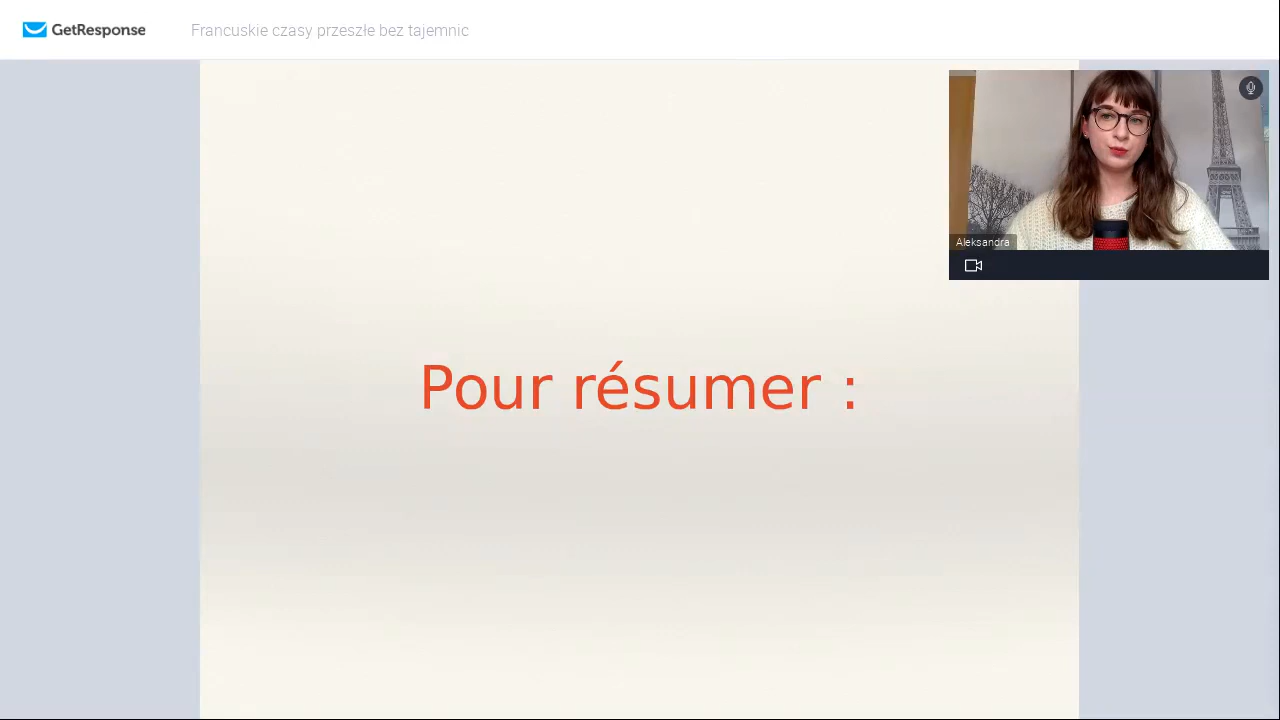 GetResponse
Francuskie czasy przeszłe bez tajemnic
Aleksandra
Pour résumer :